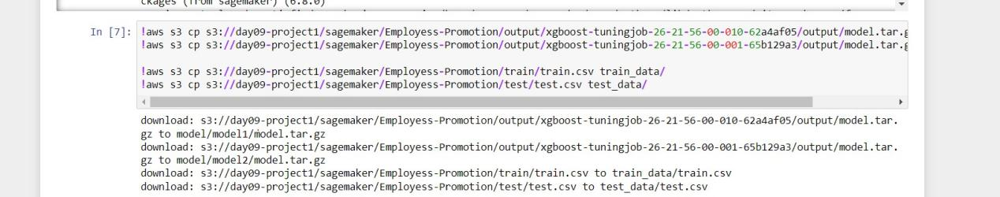 ckages (from sagemaker) (6.8.0)
In [7]:
!aws s3 cp s3://day09-project1/sagemaker/Employess-Promotion/output/xgboost-tuningjob-26-21-56-00-010-62a4af05/output/model.tar.g
!aws s3 cp s3://day09-project1/sagemaker/Employess-Promotion/output/xgboost-tuningjob-26-21-56-00-001-65b129a3/output/model.tar.g
!aws s3 cp s3://day09-project1/sagemaker/Employess-Promotion/train/train.csv train_data/
!aws s3 cp s3://day09-project1/sagemaker/Employess-Promotion/test/test.csv test_data/
download: s3://day09-project1/sagemaker/Employess-Promotion/output/xgboost-tuningjob-26-21-56-00-010-62a4af05/output/model.tar.
gz to model/model1/model.tar.gz
download: s3://day09-project1/sagemaker/Employess-Promotion/output/xgboost-tuningjob-26-21-56-00-001-65b129a3/output/model.tar.
gz to model/model2/model.tar.gz
download: s3://day09-project1/sagemaker/Employess-Promotion/train/train.csv to train_data/train.csv
download: s3://day09-project1/sagemaker/Employess-Promotion/test/test.csv to test_data/test.csv